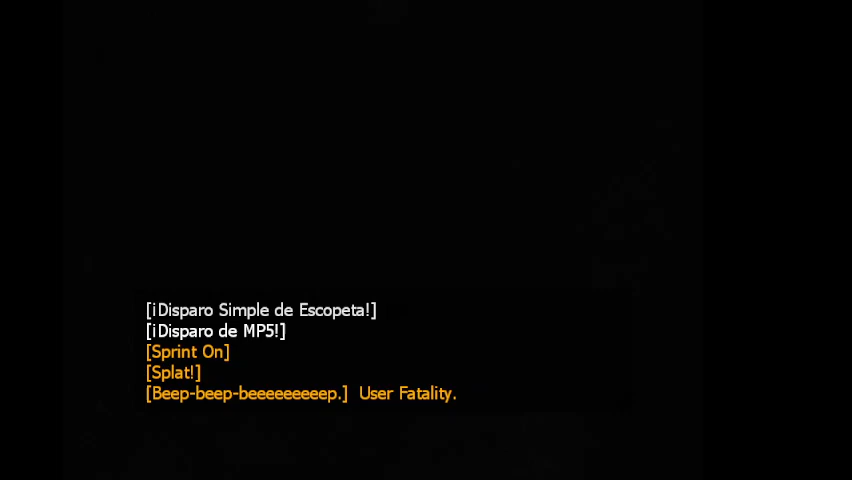 [¡Disparo Simple de Escopeta!]
[¡Disparo de MP5!]
[Sprint On]
[Splat!]
[Beep-beep-beeeeeeeeep.] User Fatality.